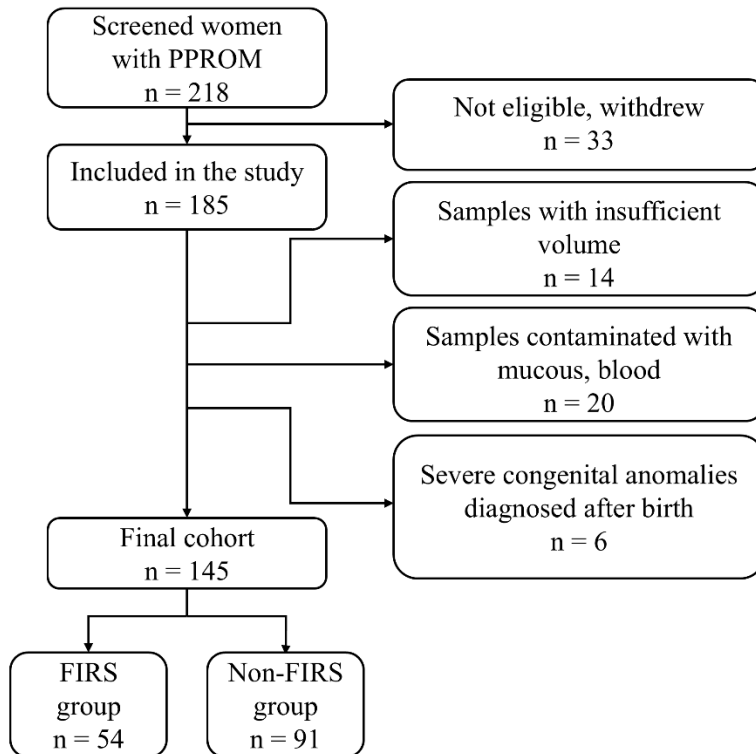 Screened women
with PPROM
n = 218
Not eligible, withdrew
n = 33
Included in the study
n = 185
Samples with insufficient
volume
n = 14
Samples contaminated with
mucous, blood
n = 20
Severe congenital anomalies
diagnosed after birth
n = 6
Final cohort
n = 145
FIRS
group
n = 54
Non-FIRS
group
n = 91